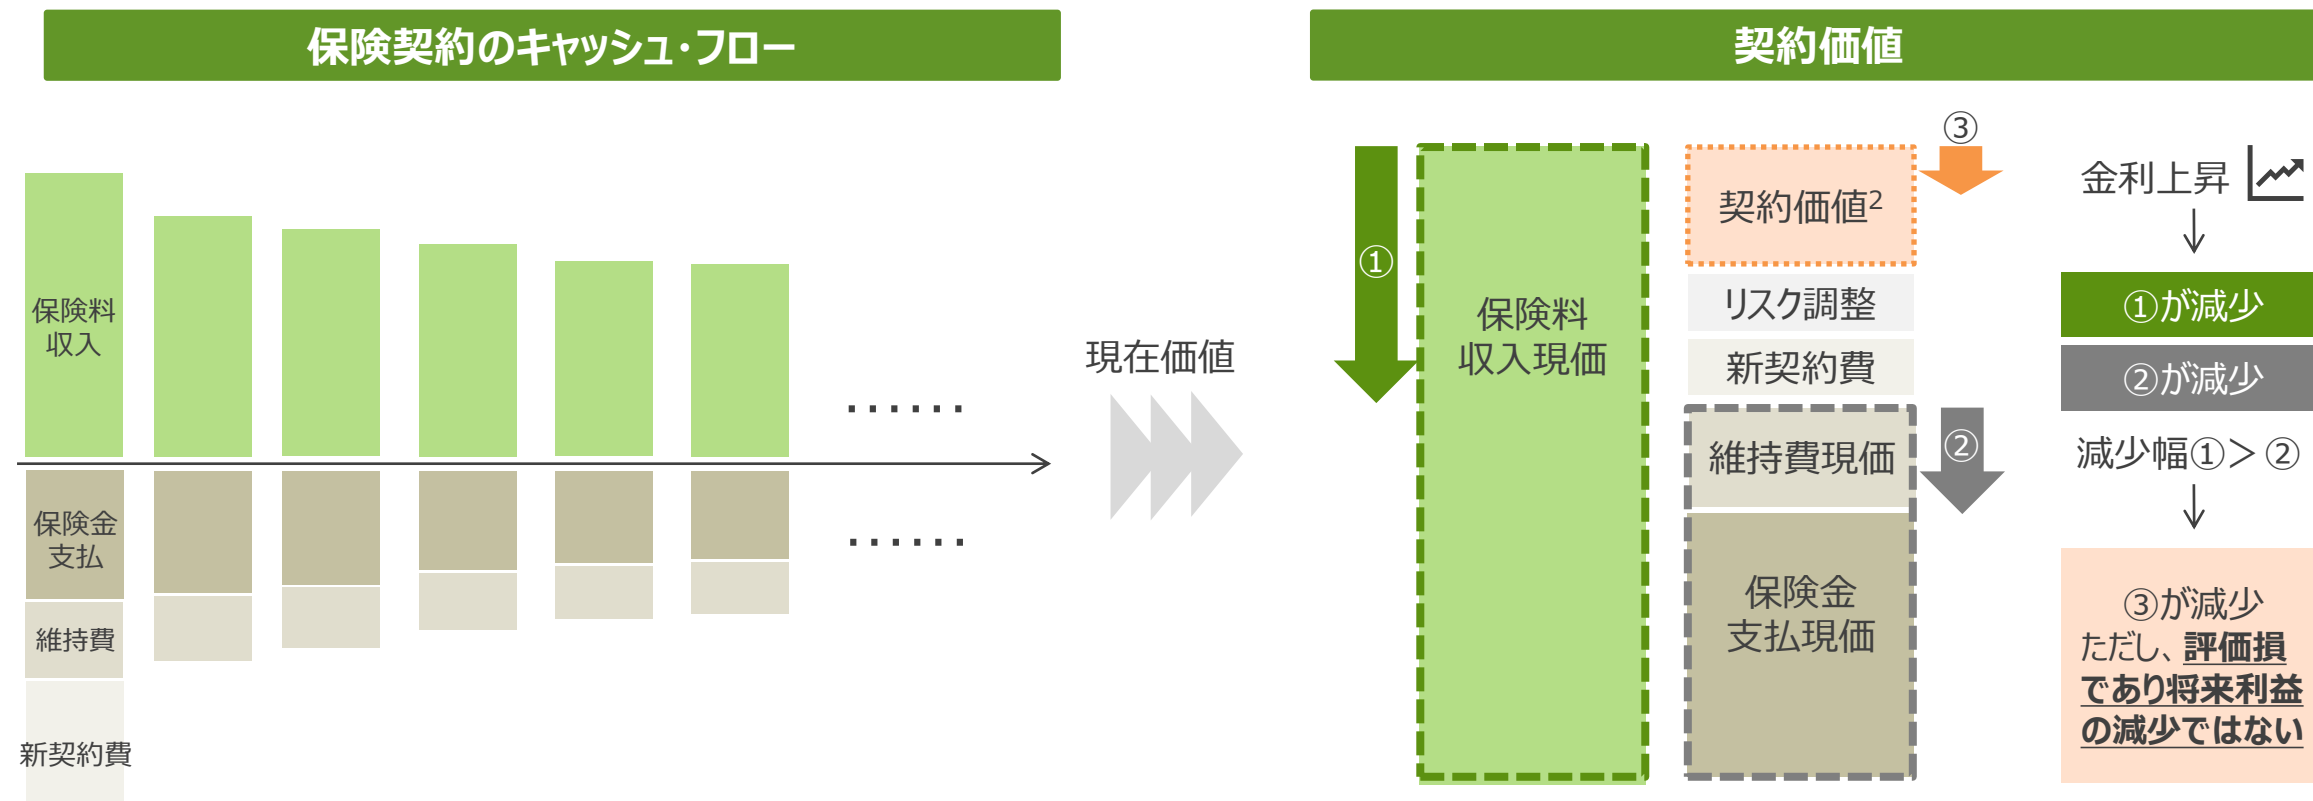 保険契約のキャッシュ・フロー
保険料
収入
保険金
支払
維持費
新契約費
……
……
現在価値
契約価値
①
保険料
収入現価
③
契約価値2
リスク調整
新契約費
維持費現価
②
保険金
支払現価
金利上昇
↓
①が減少
②が減少
減少幅①＞②
↓
③が減少
ただし、評価損
であり将来利益
の減少ではない